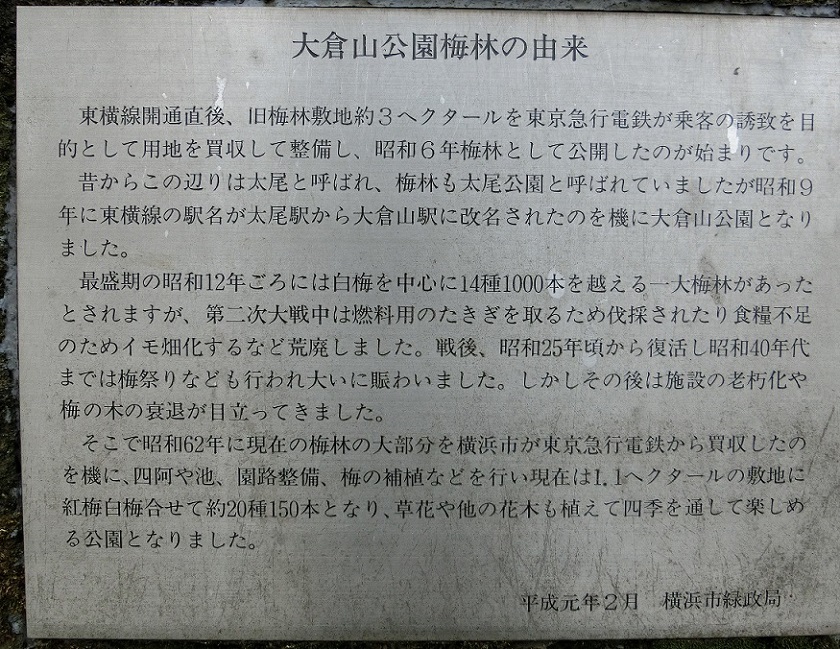 大倉山公園梅林の由来
東横線開通直後、旧梅林敷地約３ヘクタールを東京急行電鉄が乗客の誘致を目
的として用地を買収して整備し、昭和６年梅林として公開したのが始まりです。
昔からこの辺りは太尾と呼ばれ、梅林も太尾公園と呼ばれていましたが昭和９
年に東横線の駅名が太尾駅から大倉山駅に改名されたのを機に大倉山公園となり
ました。
最盛期の昭和12年ごろには白梅を中心に14種1000本を越える一大梅林があった
とされますが、第二次大戦中は燃料用のたきぎを取るため伐採されたり食糧不足
のためイモ畑化するなど荒廃しました。戦後、昭和25年頃から復活し昭和40年代
までは梅祭りなども行われ大いに賑わいました。しかしその後は施設の老朽化や
梅の木の衰退が目立ってきました。
そこで昭和62年に現在の梅林の大部分を横浜市が東京急行電鉄から買収したの
を機に、四阿や池、園路整備、梅の補植などを行い現在は1.1ヘクタールの敷地に
紅梅白梅合せて約20種150本となり、草花や他の花木も植えて四季を通して楽しめ
る公園となりました。
平成元年２月　横浜市緑政局